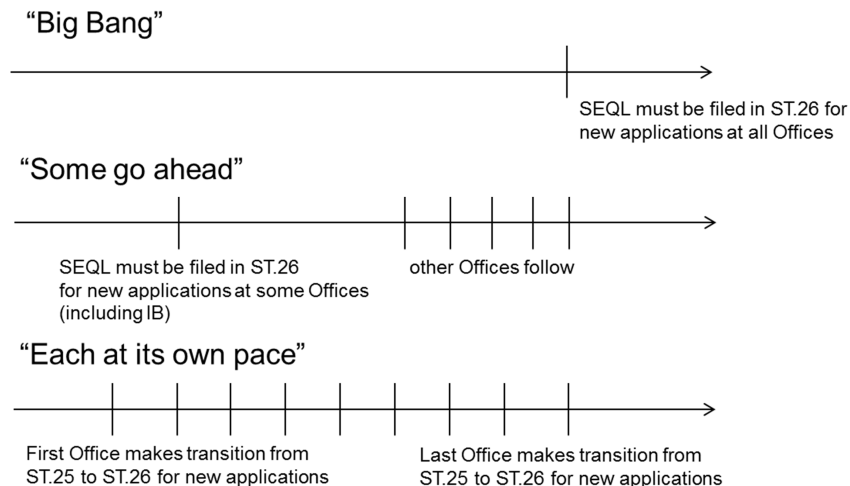 “Big Bang”
SEQL must be filed in ST.26 for
new applications at all Offices
“Some go ahead”
SEQL must be filed in ST.26
for new applications at some Offices
(including IB)
other Offices follow
“Each at its own pace”
First Office makes transition from
ST.25 to ST.26 for new applications
Last Office makes transition from
ST.25 to ST.26 for new applications